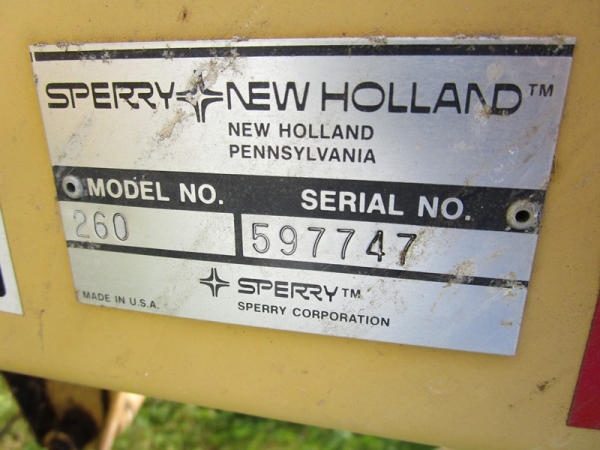 SPERRY NEW HOLLAND™
NEW HOLLAND
PENNSYLVANIA
MODEL NO. SERIAL NO.
260 597747
SPERRY™
MADE IN U.S.A. SPERRY CORPORATION